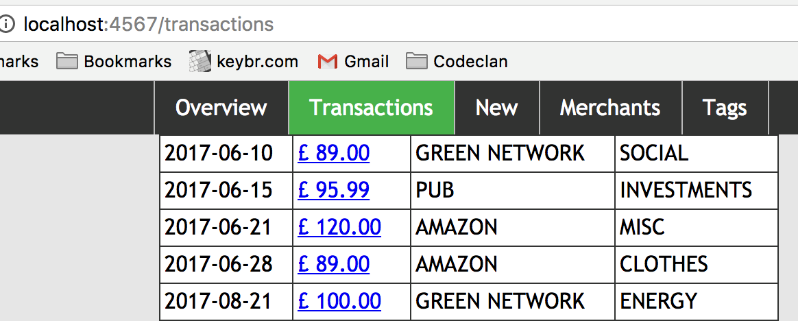 localhost:4567/transactions
arks Bookmarks keybr.com Gmail Codeclan
Overview Transactions New Merchants Tags
2017-06-10 £ 89.00 GREEN NETWORK SOCIAL
2017-06-15 £ 95.99 PUB INVESTMENTS
2017-06-21 £ 120.00 AMAZON MISC
2017-06-28 £ 89.00 AMAZON CLOTHES
2017-08-21 £ 100.00 GREEN NETWORK ENERGY